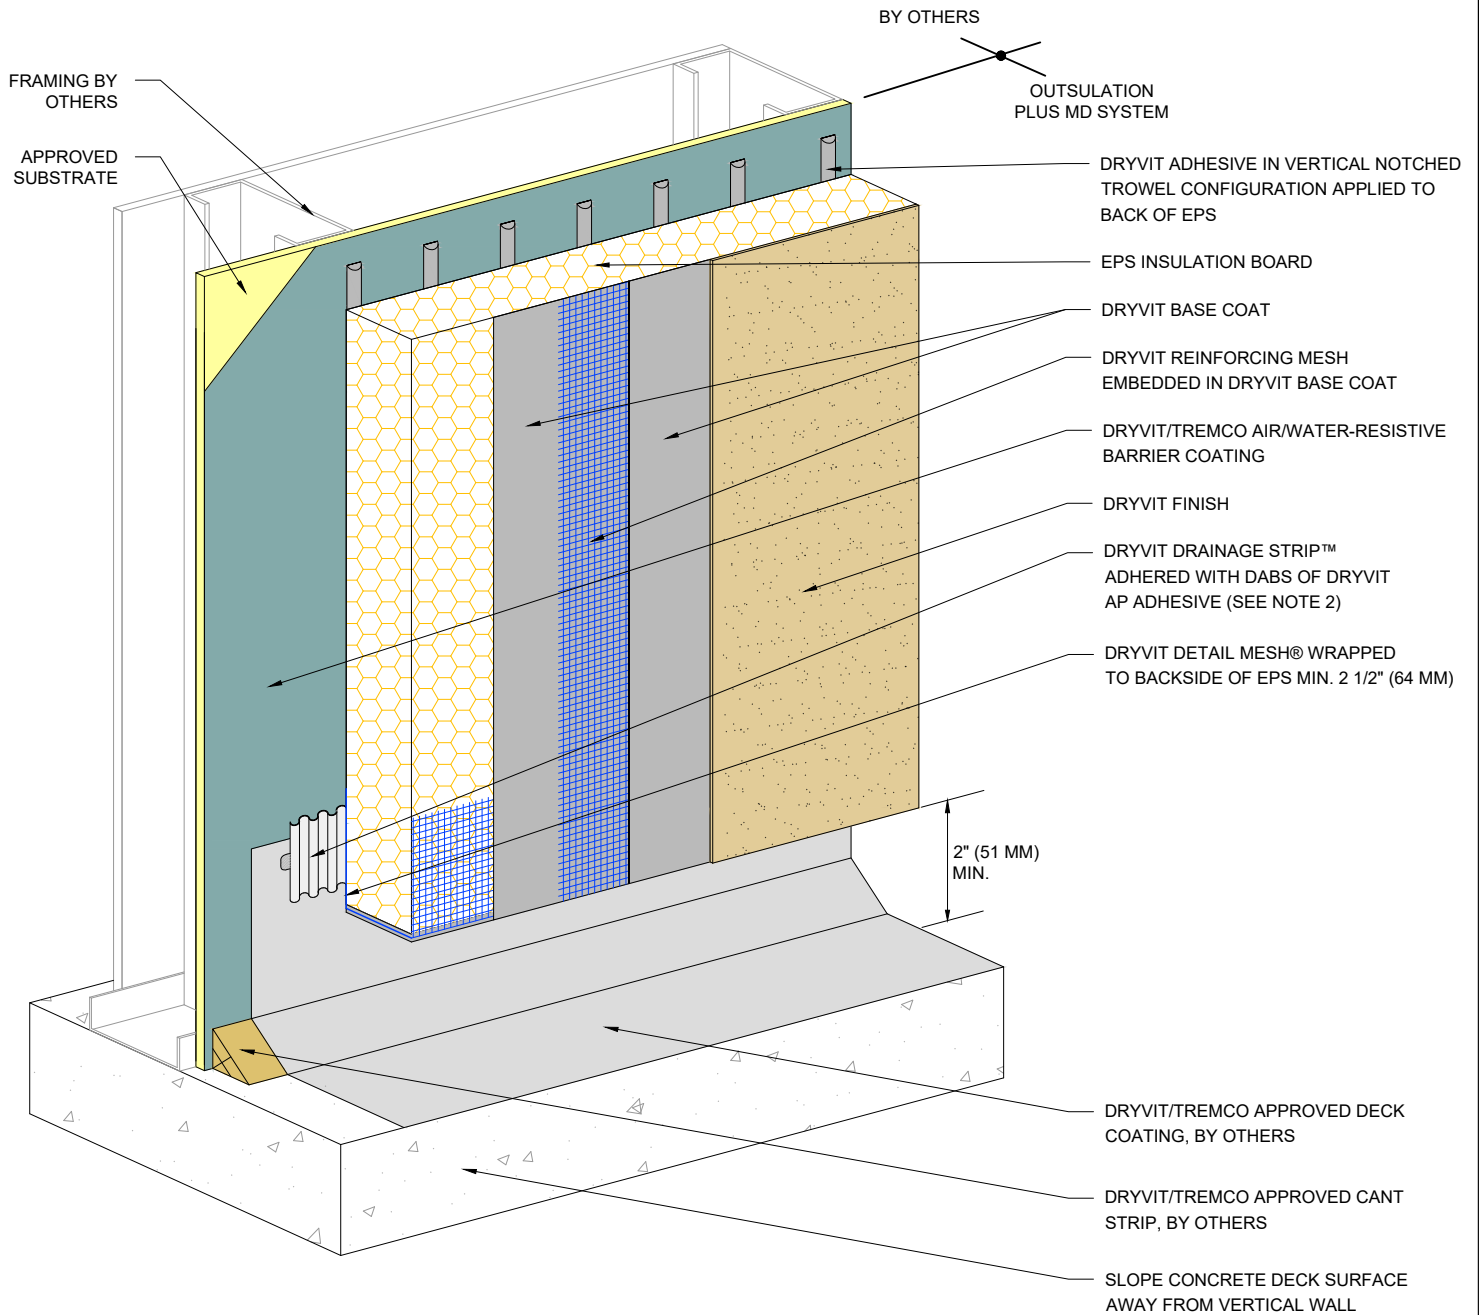 BY OTHERS
OUTSULATION
PLUS MD SYSTEM
FRAMING BY
OTHERS
APPROVED
SUBSTRATE
DRYVIT ADHESIVE IN VERTICAL NOTCHED
TROWEL CONFIGURATION APPLIED TO
BACK OF EPS
EPS INSULATION BOARD
DRYVIT BASE COAT
DRYVIT REINFORCING MESH
EMBEDDED IN DRYVIT BASE COAT
DRYVIT/TREMCO AIR/WATER-RESISTIVE
BARRIER COATING
DRYVIT FINISH
DRYVIT DRAINAGE STRIP™
ADHERED WITH DABS OF DRYVIT
AP ADHESIVE (SEE NOTE 2)
DRYVIT DETAIL MESH® WRAPPED
TO BACKSIDE OF EPS MIN. 2 1/2" (64 MM)
2" (51 MM)
MIN.
DRYVIT/TREMCO APPROVED DECK
COATING, BY OTHERS
DRYVIT/TREMCO APPROVED CANT
STRIP, BY OTHERS
SLOPE CONCRETE DECK SURFACE
AWAY FROM VERTICAL WALL